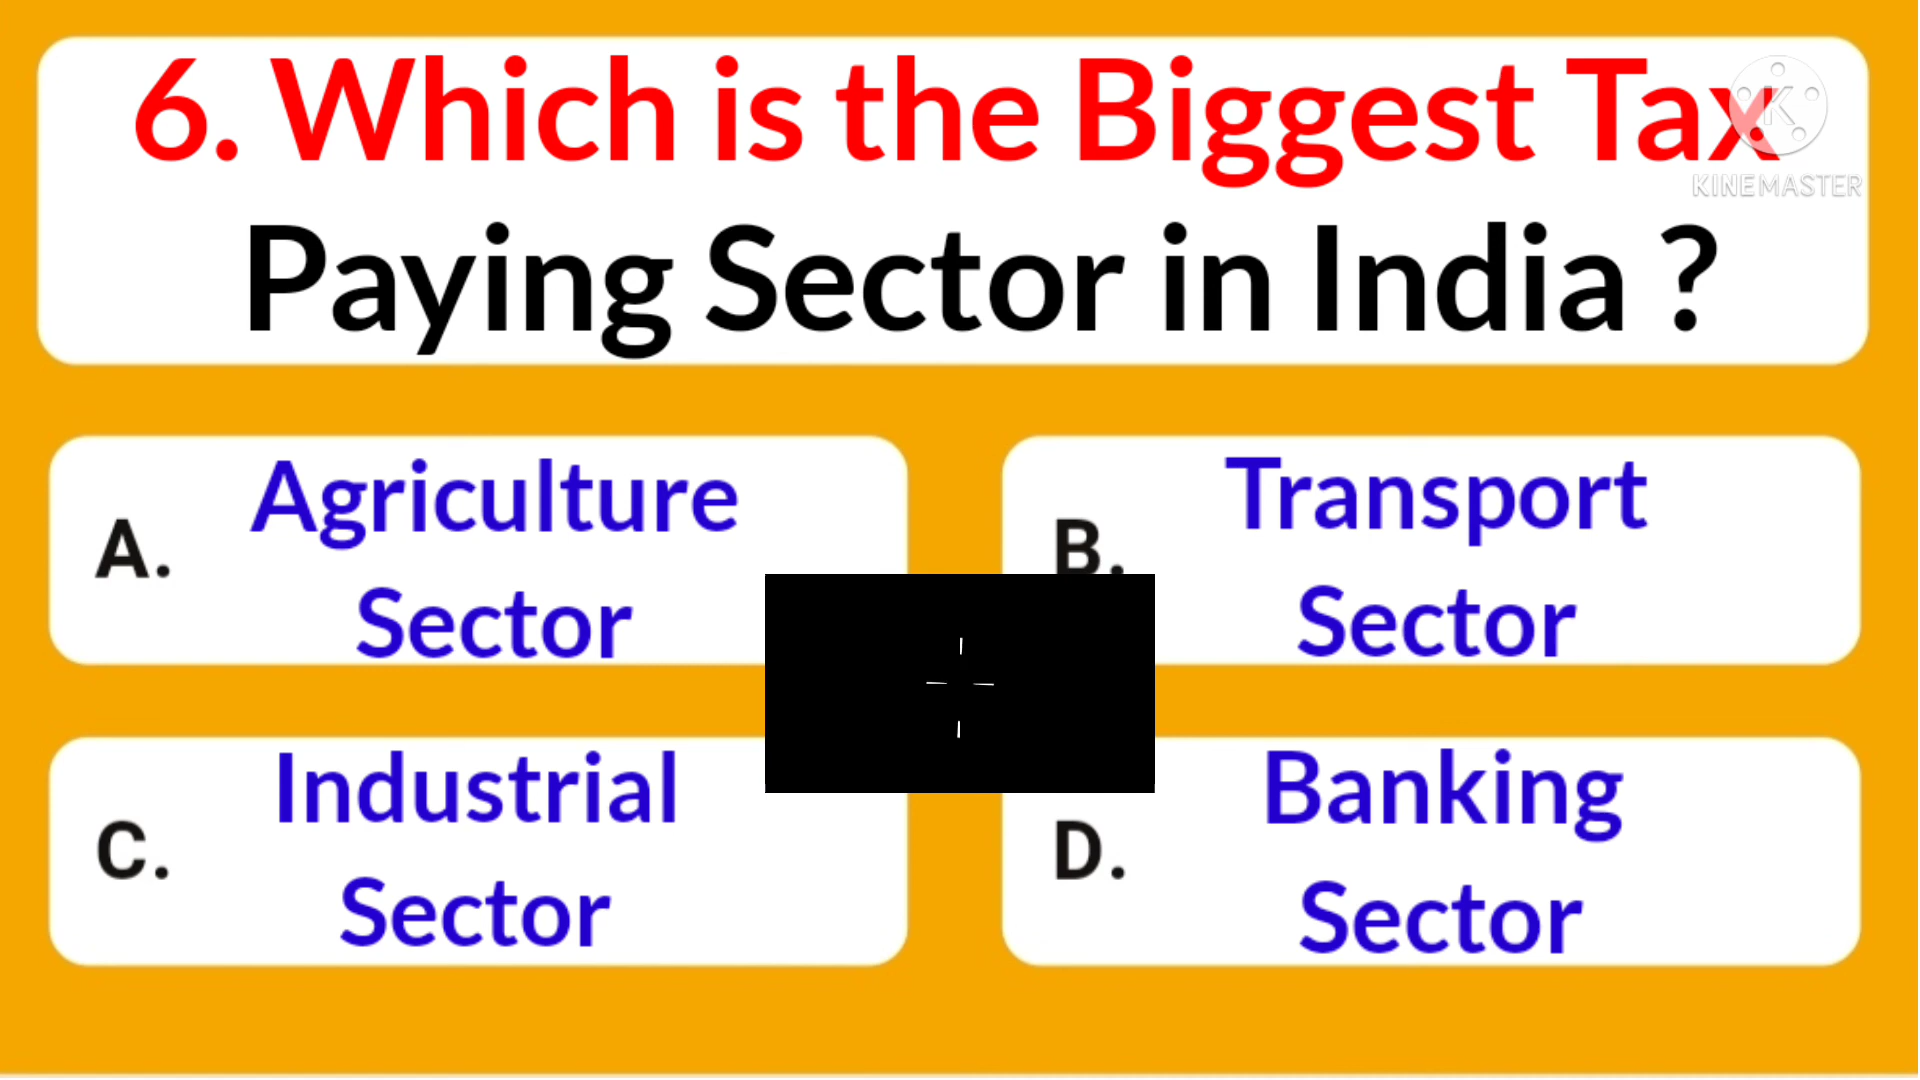 6. Which is the Biggest Tax
Paying Sector in India ?
KINEMASTER
A. Agriculture
Sector
B. Transport
Sector
C. Industrial
Sector
D. Banking
Sector